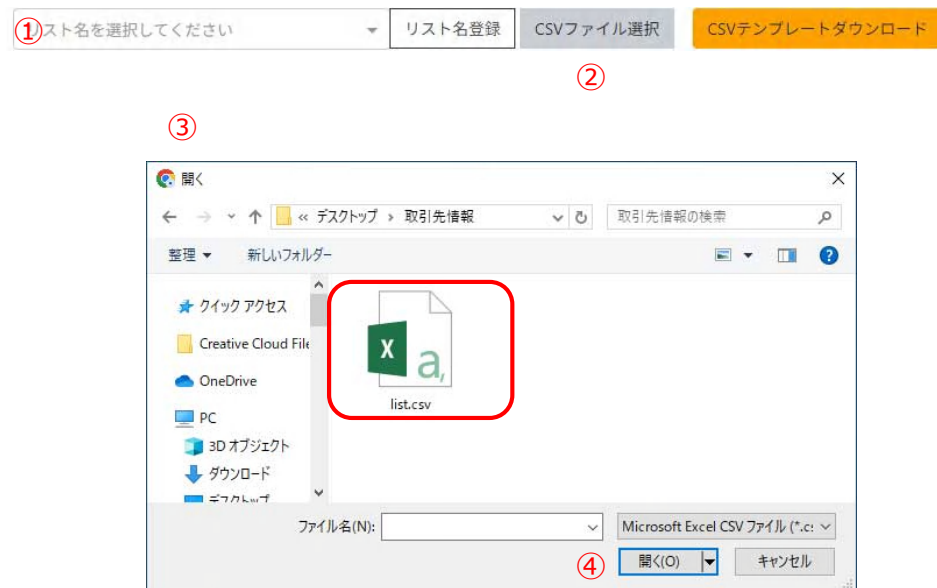 ①リスト名を選択してください リスト名登録 CSVファイル選択 CSVテンプレートダウンロード
②
③
開く
« デスクトップ › 取引先情報 取引先情報の検索
整理 新しいフォルダー
クイック アクセス
Creative Cloud File
OneDrive
PC
3D オブジェクト
ダウンロード
デスクトップ
X a,
list.csv
ファイル名(N): Microsoft Excel CSV ファイル (*.c
④ 開く(O) キャンセル